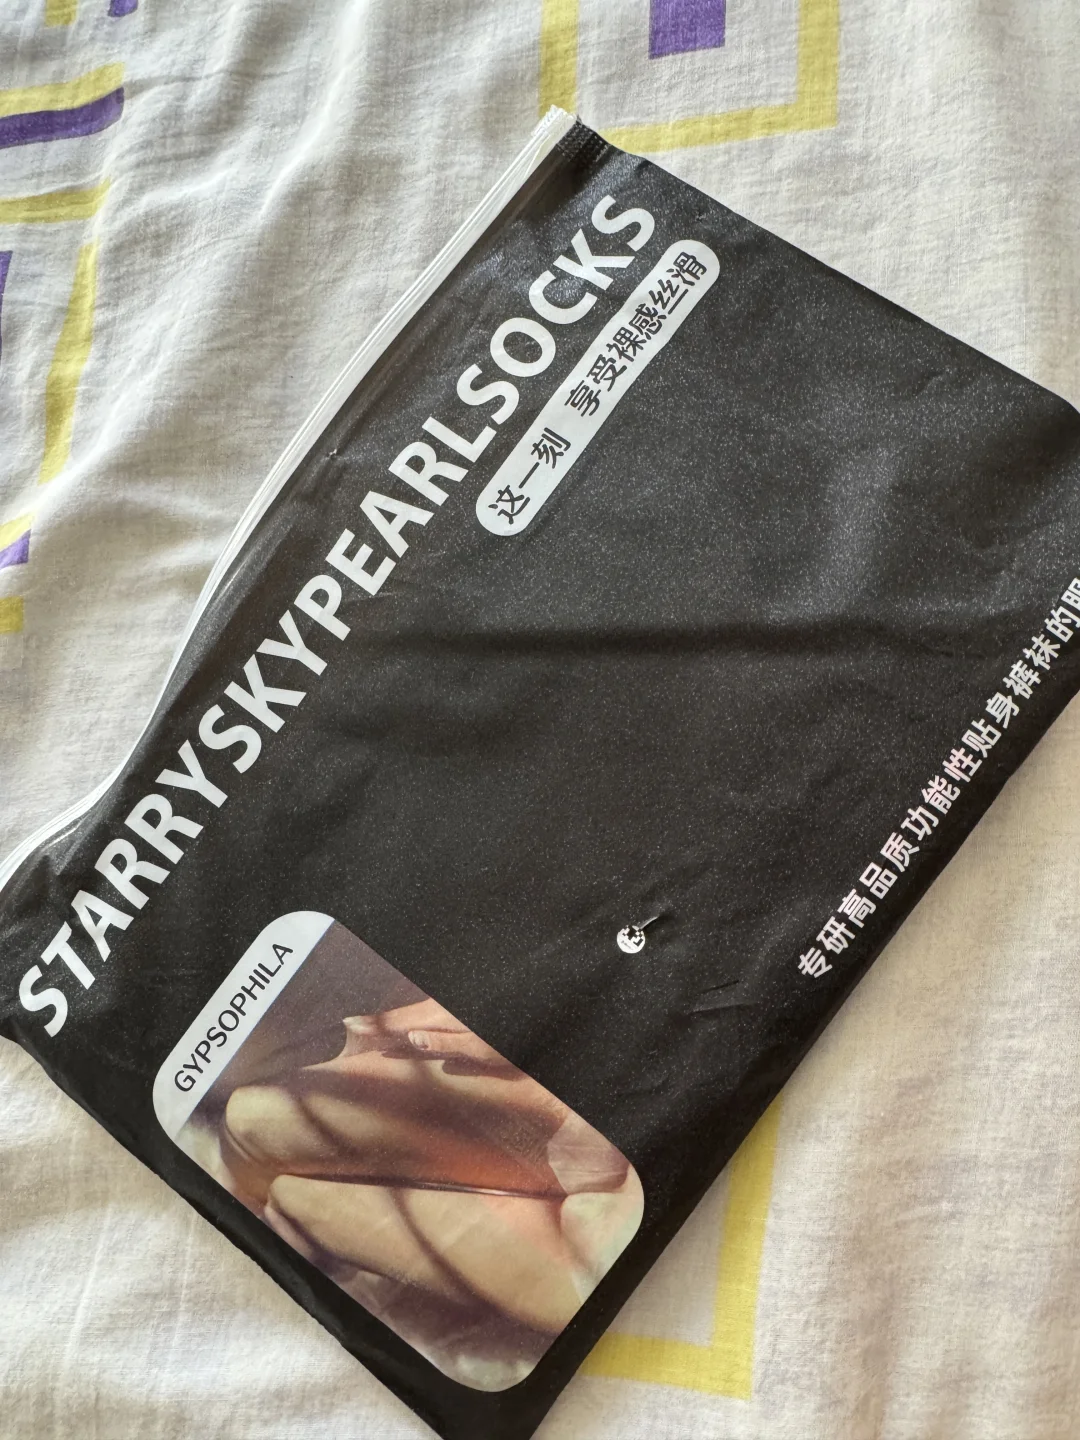 STARRYSKYPEARLSOCKS
这一刻 享受裸感丝滑
GYPSOPHILA
专研高品质功能性贴身裤袜的服